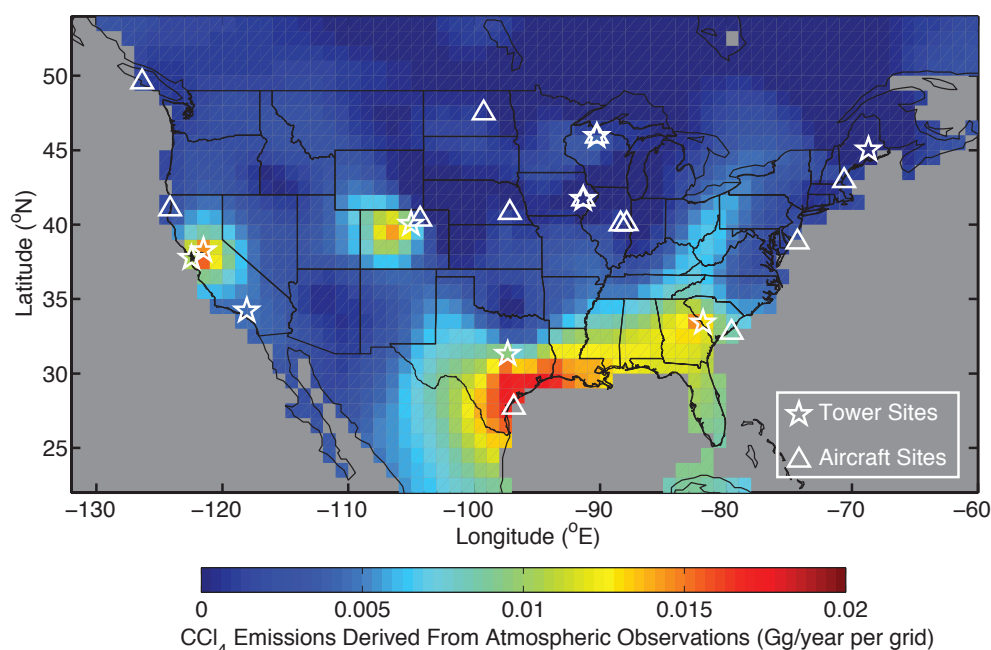 50
45
40
35
30
25
Latitude (°N)
−130 −120 −110 −100 −90 −80 −70 −60
Longitude (°E)
Tower Sites
Aircraft Sites
0 0.005 0.01 0.015 0.02
CCl4 Emissions Derived From Atmospheric Observations (Gg/year per grid)